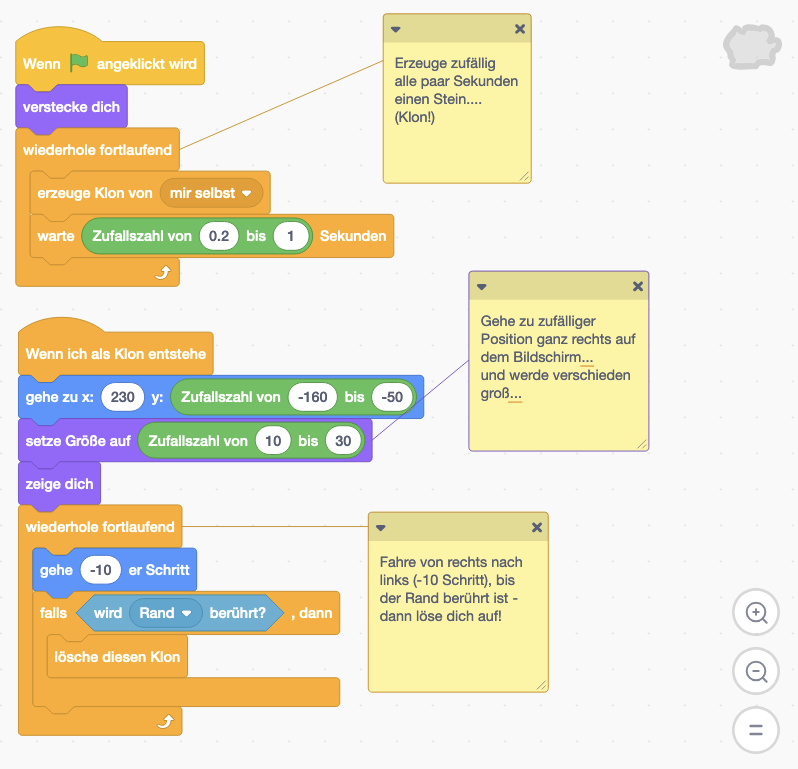 Wenn angeklickt wird
verstecke dich
wiederhole fortlaufend
erzeuge Klon von mir selbst
warte Zufallszahl von 0.2 bis 1 Sekunden
Erzeuge zufällig
alle paar Sekunden
einen Stein....
(Klon!)
Wenn ich als Klon entstehe
gehe zu x: 230 y: Zufallszahl von -160 bis -50
setze Größe auf Zufallszahl von 10 bis 30
zeige dich
wiederhole fortlaufend
gehe -10 er Schritt
falls wird Rand berührt? , dann
lösche diesen Klon
Gehe zu zufälliger
Position ganz rechts auf
dem Bildschirm...
und werde verschieden
groß...
Fahre von rechts nach
links (-10 Schritt), bis
der Rand berührt ist -
dann löse dich auf!